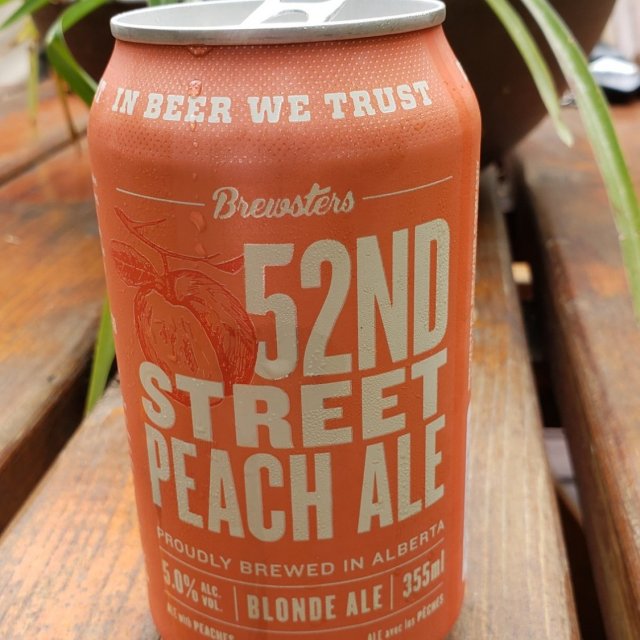 IN BEER WE TRUST
Brewsters
52ND
STREET
PEACH ALE
PROUDLY BREWED IN ALBERTA
5.0% ALC. VOL. | BLONDE ALE | 355ml
ALE with PEACHES
ALE avec les PÊCHES